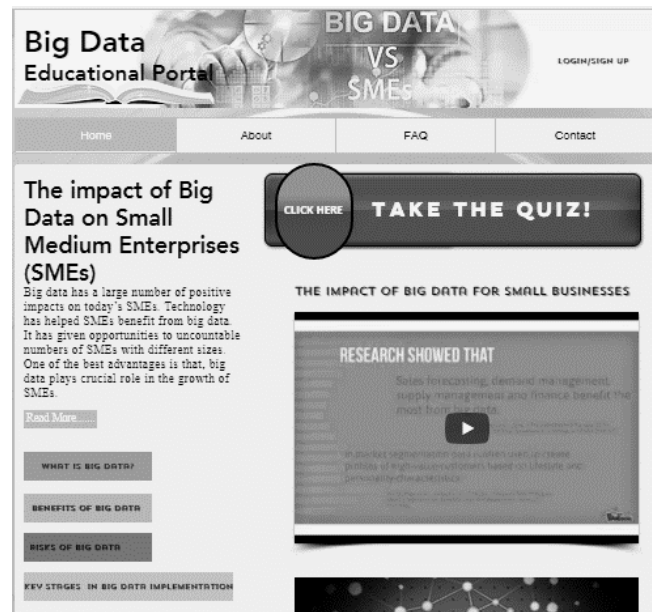 Big Data
Educational Portal
BIG DATA
VS
SMEs
LOGIN/SIGN UP
Home
About
FAQ
Contact
The impact of Big
Data on Small
Medium Enterprises
(SMEs)
Big data has a large number of positive
impacts on today's SMEs. Technology
has helped SMEs benefit from big data.
It has given opportunities to uncountable
numbers of SMEs with different sizes.
One of the best advantages is that, big
data plays crucial role in the growth of
SMEs.
Read More.....
WHAT IS BIG DATA?
BENEFITS OF BIG DATA
RISKS OF BIG DATA
KEY STAGES IN BIG DATA IMPLEMENTATION
CLICK HERE
TAKE THE QUIZ!
THE IMPACT OF BIG DATA FOR SMALL BUSINESSES
RESEARCH SHOWED THAT
Sales forecasting, demand management,
supply management and finance benefit the
most from big data.
personality characteristics